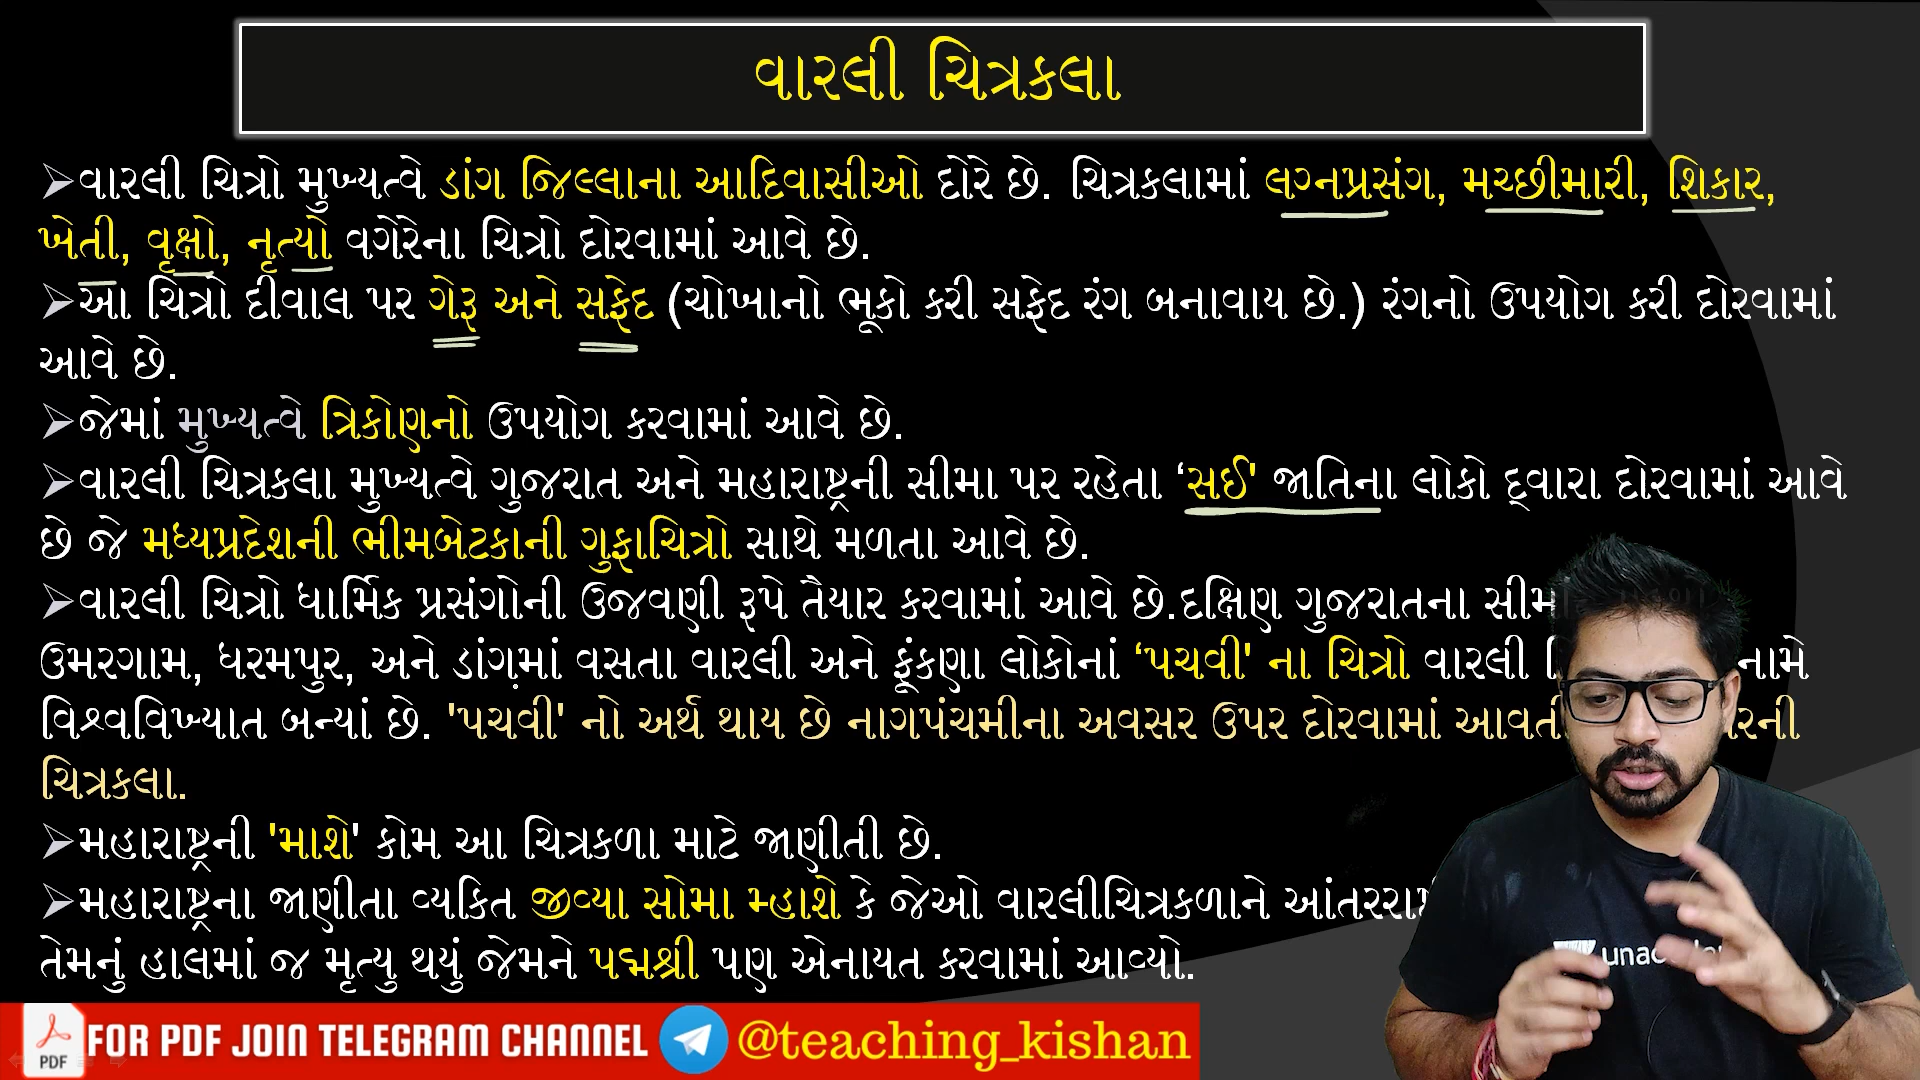 વારલી ચિત્રકલા
➢વારલી ચિત્રો મુખ્યત્વે ડાંગ જિલ્લાના આદિવાસીઓ દોરે છે. ચિત્રકલામાં લગ્નપ્રસંગ, મચ્છીમારી, શિકાર,
ખેતી, વૃક્ષો, નૃત્યો વગેરેના ચિત્રો દોરવામાં આવે છે.
➢આ ચિત્રો દીવાલ પર ગેરૂ અને સફેદ (ચોખાનો ભૂકો કરી સફેદ રંગ બનાવાય છે.) રંગનો ઉપયોગ કરી દોરવામાં
આવે છે.
➢જેમાં મુખ્યત્વે ત્રિકોણનો ઉપયોગ કરવામાં આવે છે.
➢વારલી ચિત્રકલા મુખ્યત્વે ગુજરાત અને મહારાષ્ટ્રની સીમા પર રહેતા ‘સઈ' જાતિના લોકો દ્વારા દોરવામાં આવે
છે જે મધ્યપ્રદેશની ભીમબેટકાની ગુફાચિત્રો સાથે મળતા આવે છે.
➢વારલી ચિત્રો ધાર્મિક પ્રસંગોની ઉજવણી રૂપે તૈયાર કરવામાં આવે છે.દક્ષિણ ગુજરાતના
ઉમરગામ, ધરમપુર, અને ડાંગમાં વસતા વારલી અને કૂંકણા લોકોનાં ‘પચવી' ના ચિત્રો વારલી નામે
વિશ્વવિખ્યાત બન્યાં છે. 'પચવી' નો અર્થ થાય છે નાગપંચમીના અવસર ઉપર દોરવામાં
ચિત્રકલા.
➢મહારાષ્ટ્રની 'માશે' કોમ આ ચિત્રકળા માટે જાણીતી છે.
➢મહારાષ્ટ્રના જાણીતા વ્યકિત જીવ્યા સોમા મ્હાશે કે જેઓ વારલીચિત્રકળાને
તેમનું હાલમાં જ મૃત્યુ થયું જેમને પદ્મશ્રી પણ એનાયત કરવામાં આવ્યો.
PDF FOR PDF JOIN TELEGRAM CHANNEL @teaching_kishan